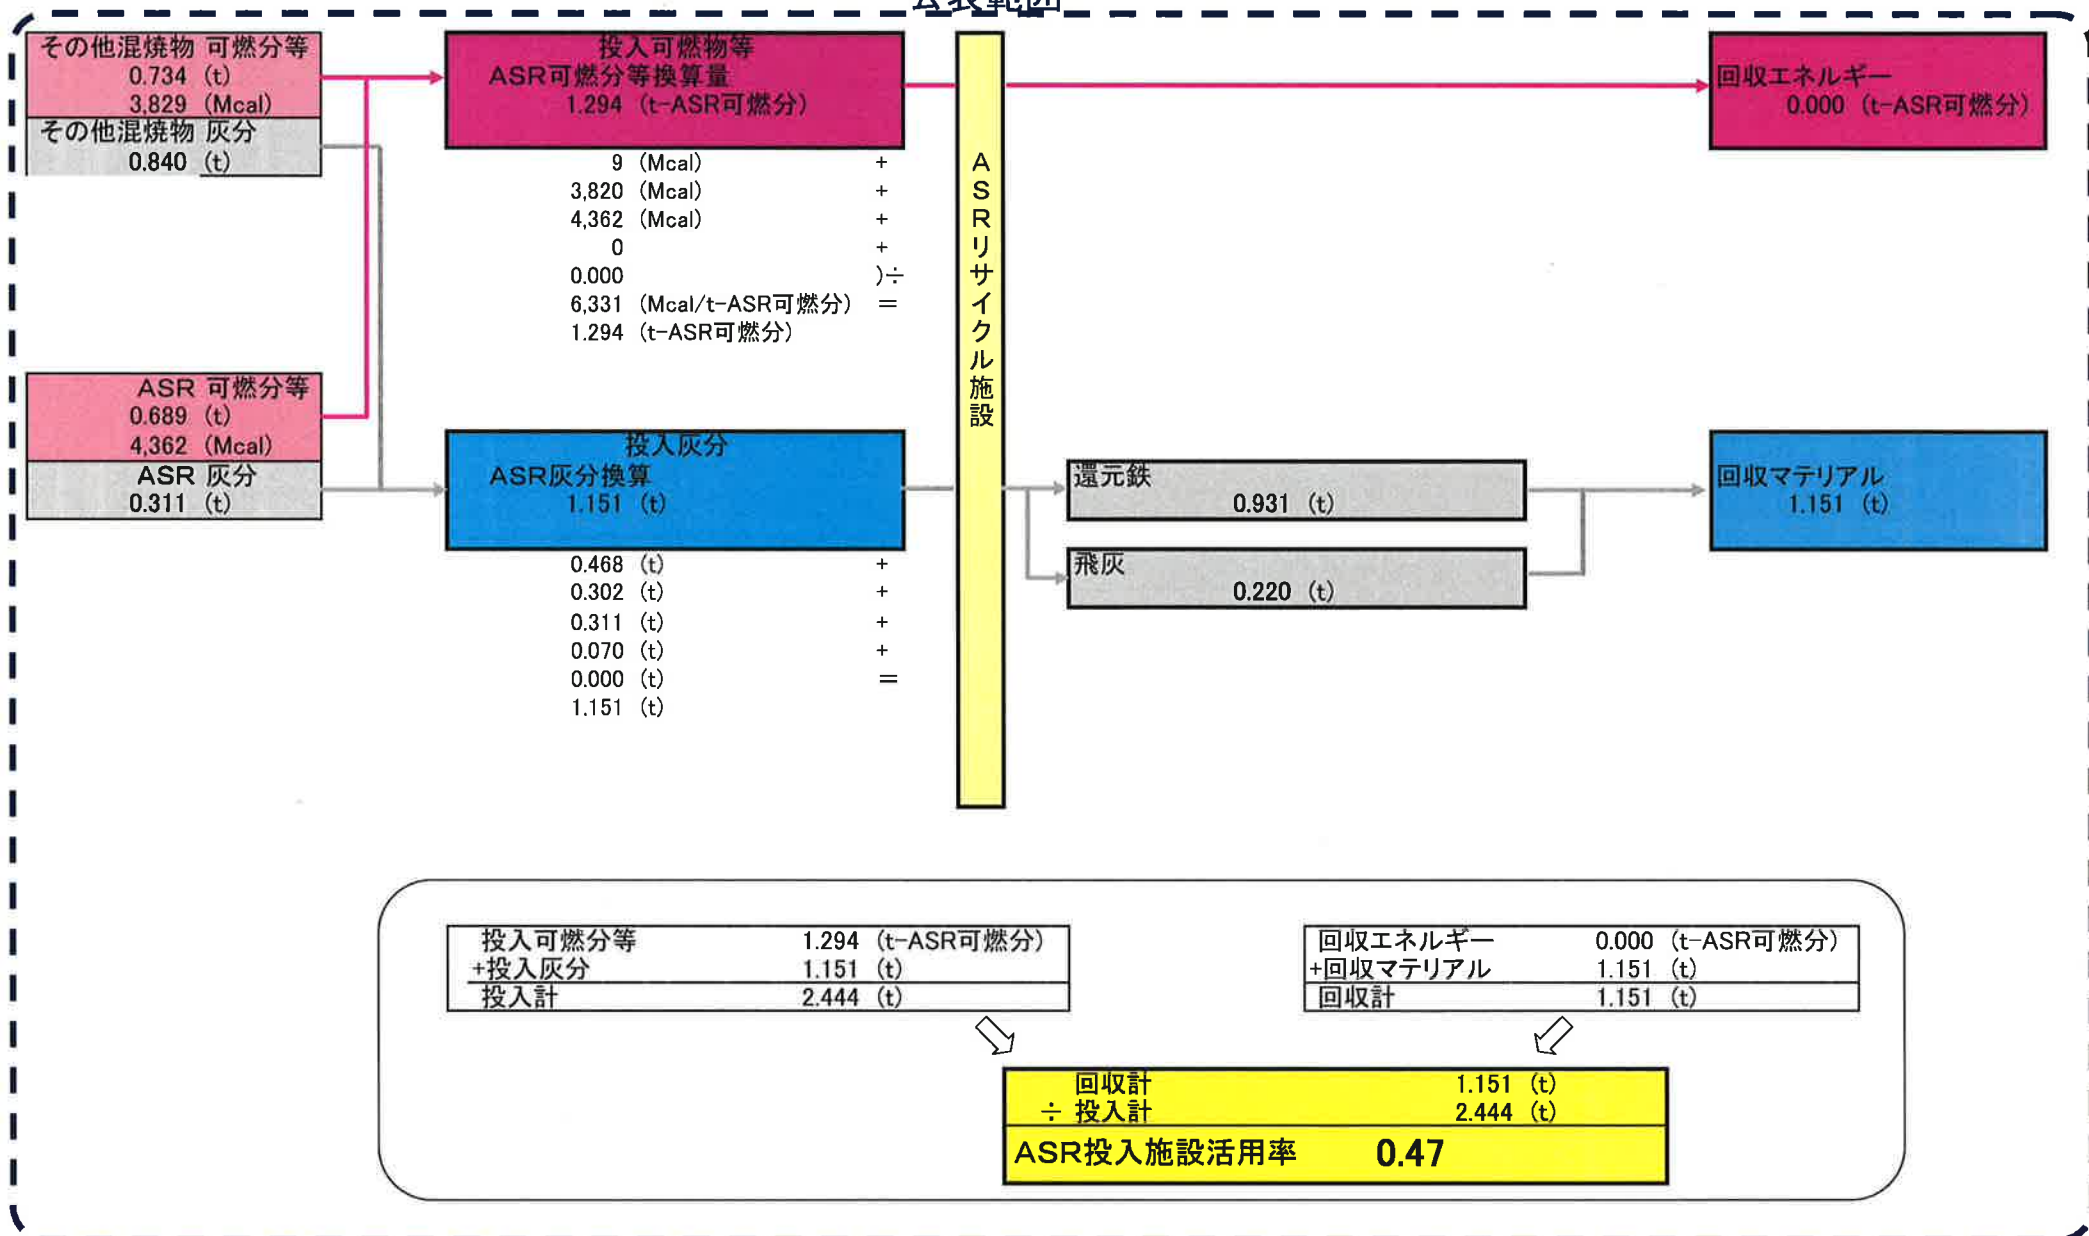 公表範囲
その他混焼物 可燃分等
0.734 (t)
3,829 (Mcal)
その他混焼物 灰分
0.840 (t)
ASR 可燃分等
0.689 (t)
4,362 (Mcal)
ASR 灰分
0.311 (t)
投入可燃物等
ASR可燃分等換算量
1.294 (t-ASR可燃分)
9 (Mcal) +
3,820 (Mcal) +
4,362 (Mcal) +
0 +
0.000 )÷
6,331 (Mcal/t-ASR可燃分) =
1.294 (t-ASR可燃分)
投入灰分
ASR灰分換算
1.151 (t)
0.468 (t) +
0.302 (t) +
0.311 (t) +
0.070 (t) +
0.000 (t) =
1.151 (t)
ASRリサイクル施設
還元鉄
0.931 (t)
飛灰
0.220 (t)
回収エネルギー
0.000 (t-ASR可燃分)
回収マテリアル
1.151 (t)
投入可燃分等 1.294 (t-ASR可燃分)
+投入灰分 1.151 (t)
投入計 2.444 (t)
回収エネルギー 0.000 (t-ASR可燃分)
+回収マテリアル 1.151 (t)
回収計 1.151 (t)
回収計 1.151 (t)
÷ 投入計 2.444 (t)
ASR投入施設活用率 0.47